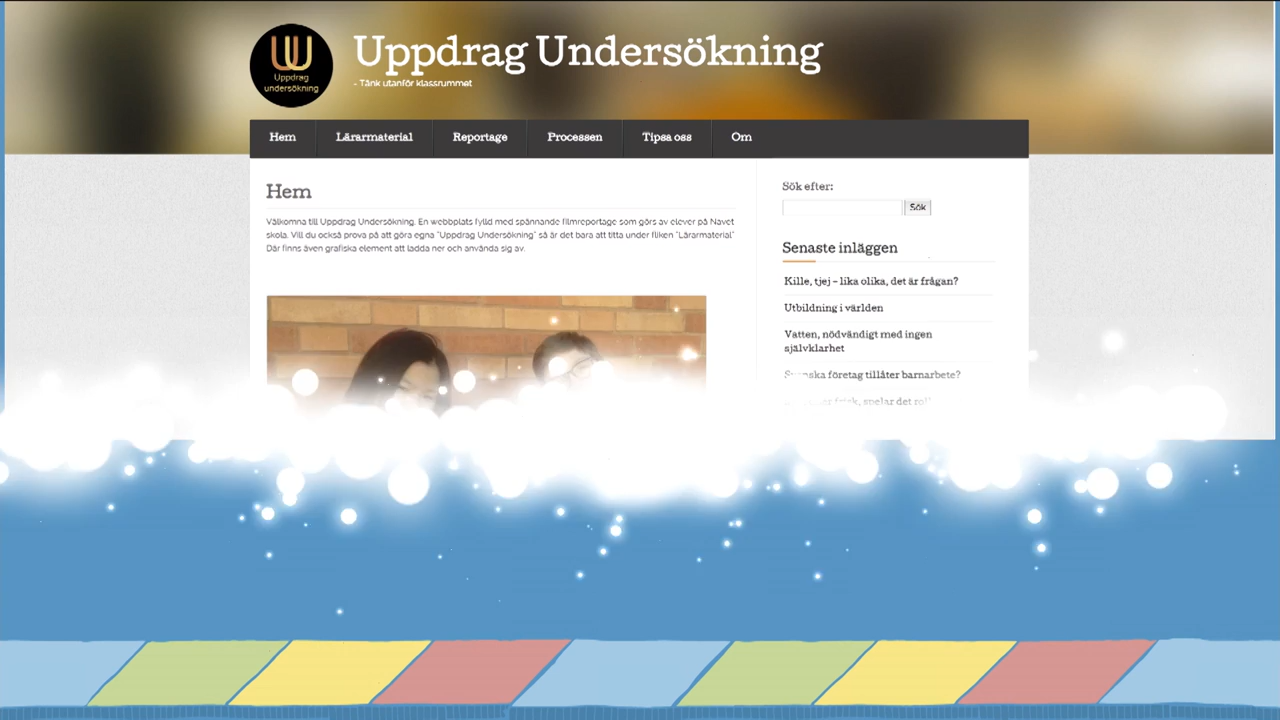 Uppdrag Undersökning
- Tänk utanför klassrummet
Uppdrag
undersökning
Hem Lärarmaterial Reportage Processen Tipsa oss Om
Hem
Välkomna till Uppdrag Undersökning. En webbplats fylld med spännande filmreportage som görs av elever på Navet
skola. Vill du också prova på att göra egna "Uppdrag Undersökning" så är det bara att titta under fliken "Lärarmaterial"
Där finns även grafiska element att ladda ner och använda sig av.
Sök efter:
Sök
Senaste inläggen
Kille, tjej – lika olika, det är frågan?
Utbildning i världen
Vatten, nödvändigt med ingen
självklarhet
Svenska företag tillåter barnarbete?
frisk, spelar det